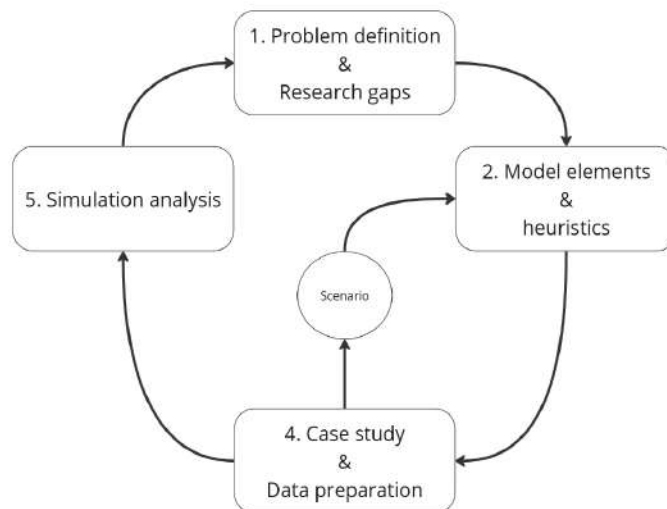 1. Problem definition
&
Research gaps
5. Simulation analysis
2. Model elements
&
heuristics
Scenario
4. Case study
&
Data preparation